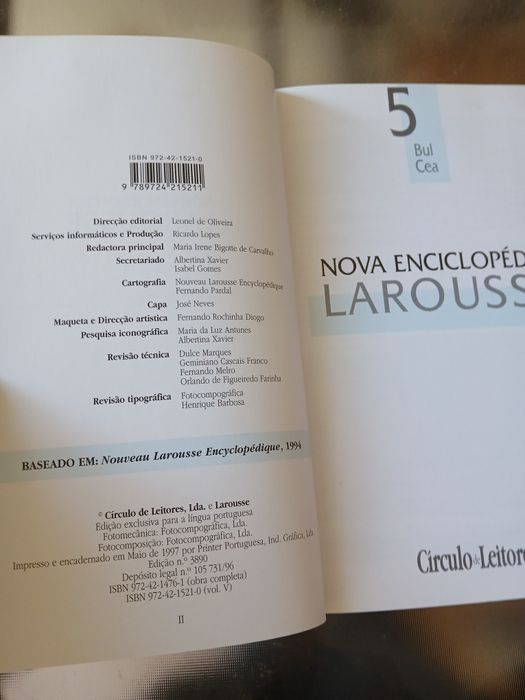 ISBN 972-42-1521-0
9 789724 215211
Direcção editorial Leonel de Oliveira
Serviços informáticos e Produção Ricardo Lopes
Redactora principal Maria Irene Bigotte de Carvalho
Secretariado Albertina Xavier
Isabel Gomes
Cartografia Nouveau Larousse Encyclopédique
Fernando Pardal
Capa José Neves
Maqueta e Direcção artística Fernando Rochinha Diogo
Pesquisa iconográfica Maria da Luz Antunes
Albertina Xavier
Revisão técnica Dulce Marques
Geminiano Cascais Franco
Fernando Melro
Orlando de Figueiredo Farinha
Revisão tipográfica Fotocompográfica
Henrique Barbosa
BASEADO EM: Nouveau Larousse Encyclopédique, 1994
© Círculo de Leitores, Lda. e Larousse
Edição exclusiva para a língua portuguesa
Fotomecânica: Fotocompográfica, Lda.
Fotocomposição: Fotocompográfica, Lda.
Impresso e encadernado em Maio de 1997 por Printer Portuguesa, Ind. Gráfica, Lda
Edição n.º 3890
Depósito legal n.º 105 731/96
ISBN 972-42-1476-1 (obra completa)
ISBN 972-42-1521-0 (vol. V)
II
5
Bul
Cea
NOVA ENCICLOPÉD
LAROUSS
Círculo de Leitore